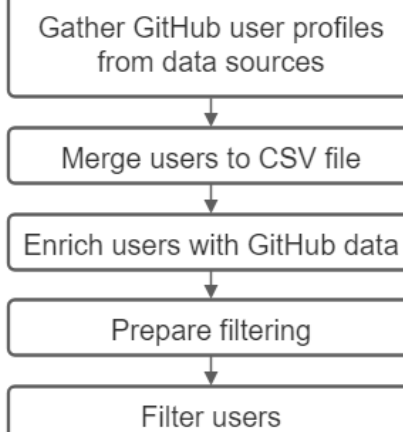 Gather GitHub user profiles
from data sources
Merge users to CSV file
Enrich users with GitHub data
Prepare filtering
Filter users